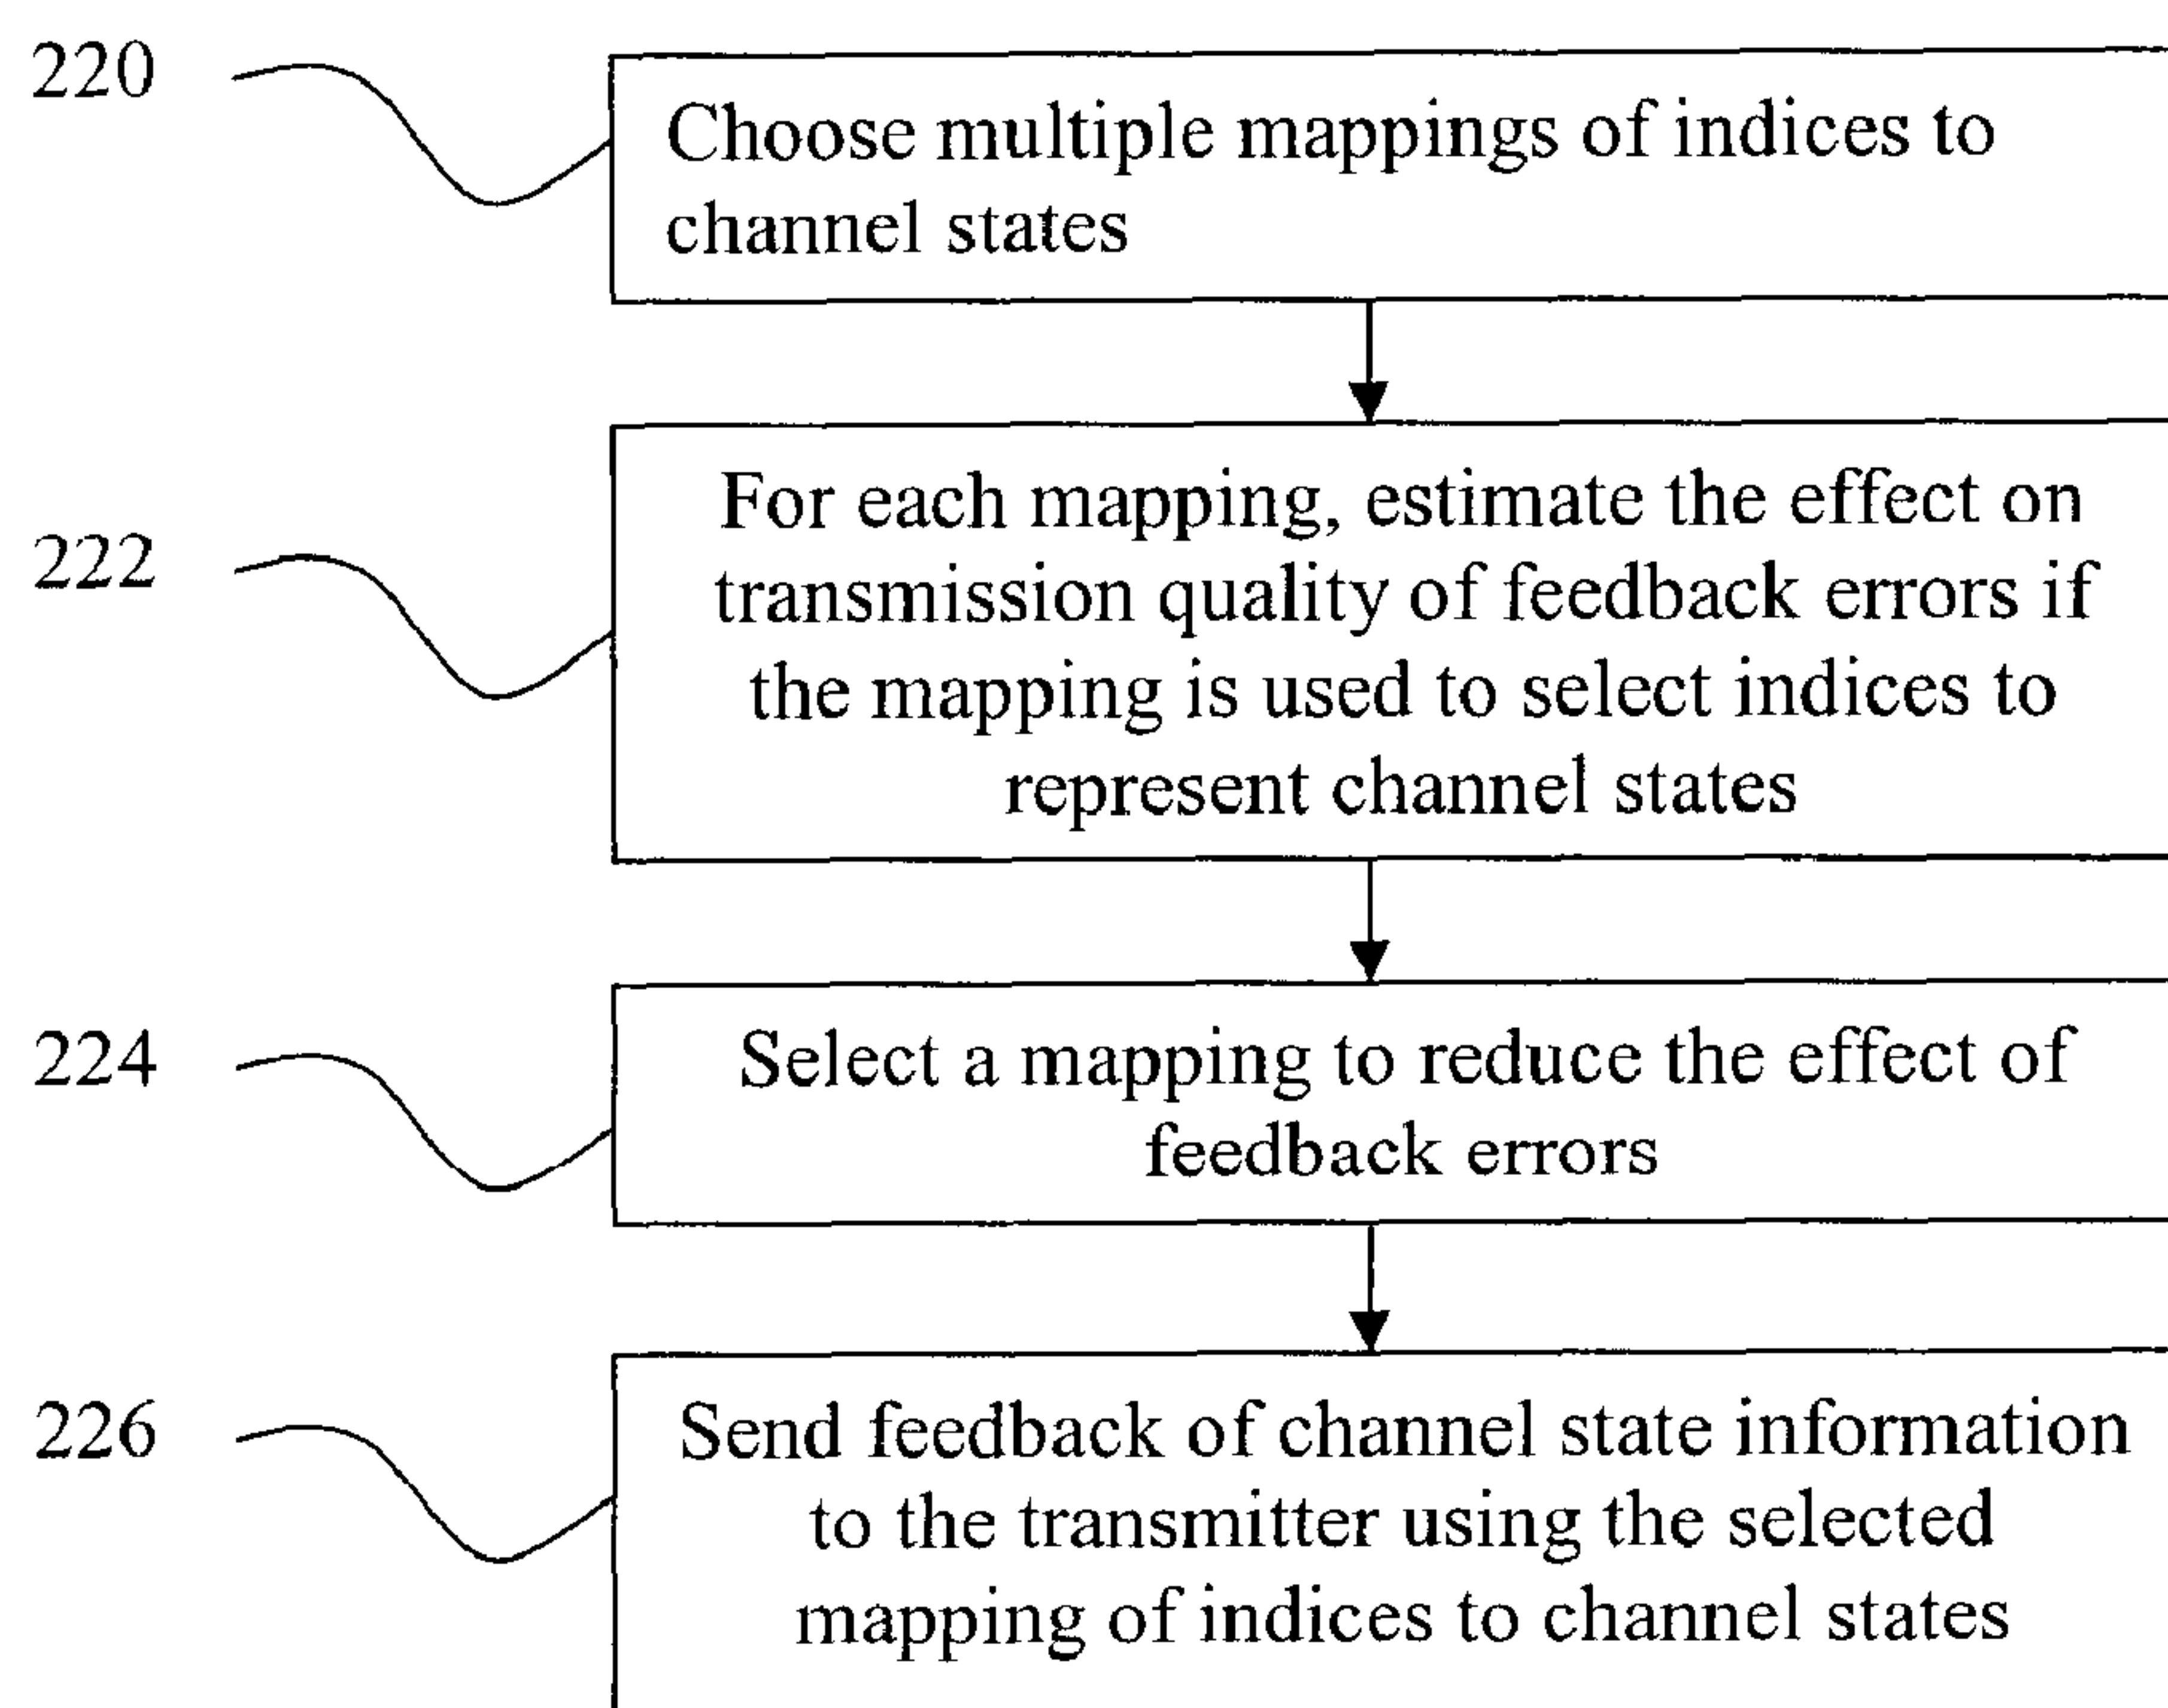 220
Choose multiple mappings of indices to
channel states
222
For each mapping, estimate the effect on
transmission quality of feedback errors if
the mapping is used to select indices to
represent channel states
224
Select a mapping to reduce the effect of
feedback errors
226
Send feedback of channel state information
to the transmitter using the selected
mapping of indices to channel states